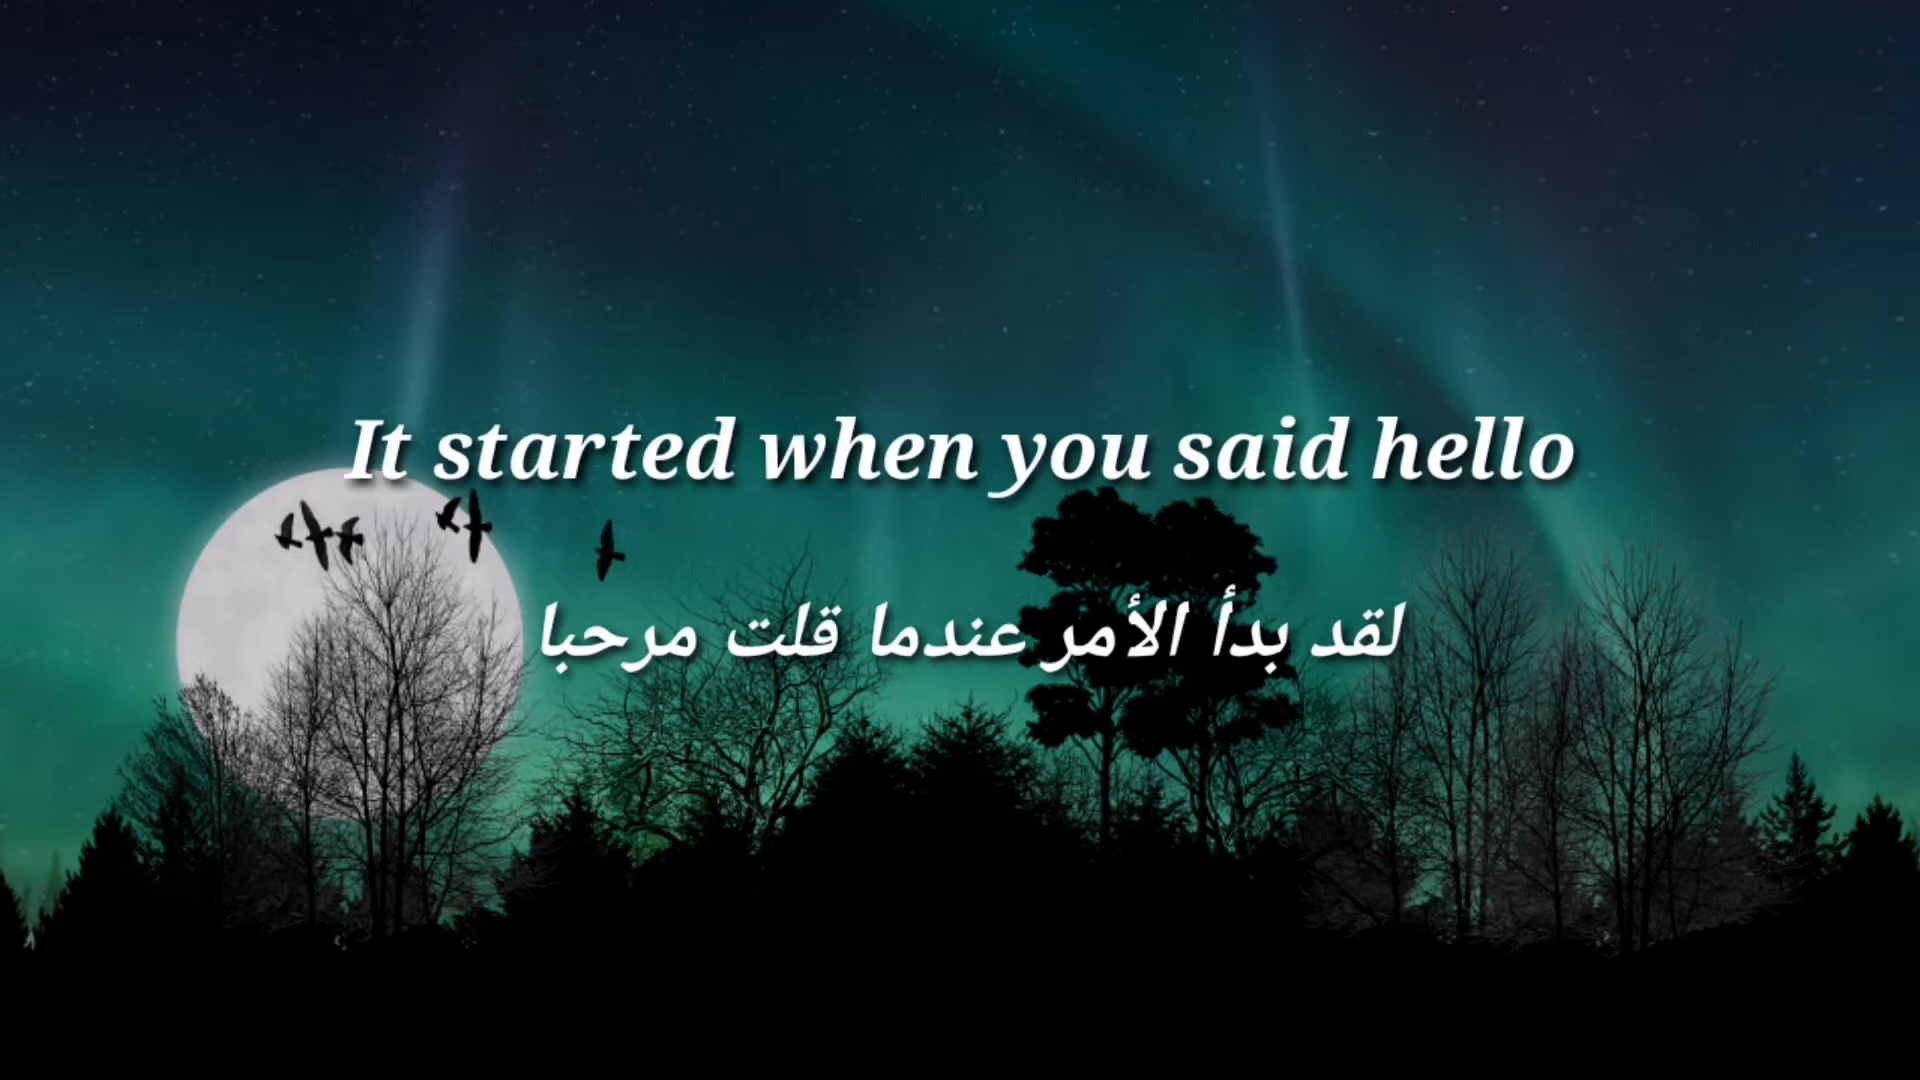 It started when you said hello
لقد بدأ الأمر عندما قلت مرحبا